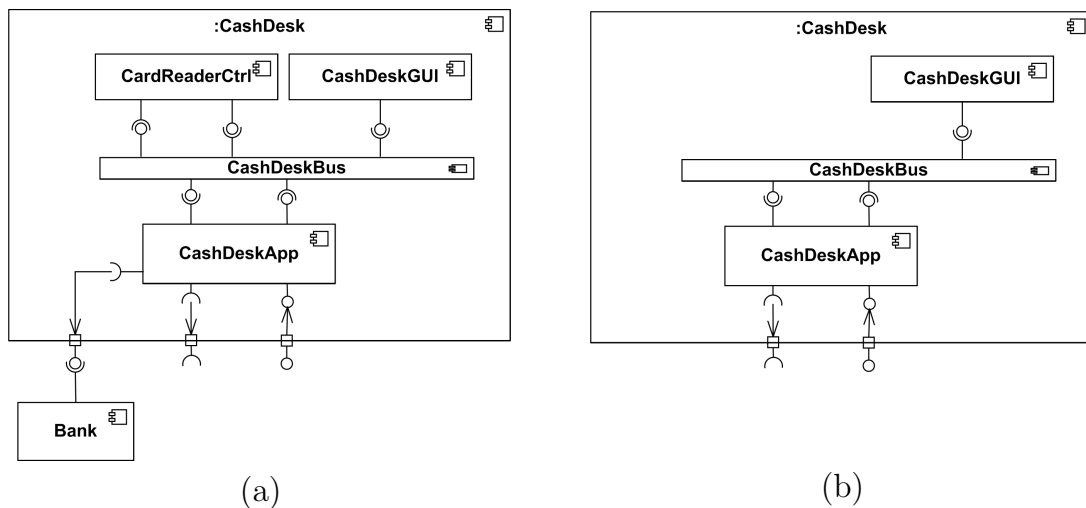 :CashDesk
CardReaderCtrl
CashDeskGUI
CashDeskBus
CashDeskApp
Bank
(a)
:CashDesk
CashDeskGUI
CashDeskBus
CashDeskApp
(b)